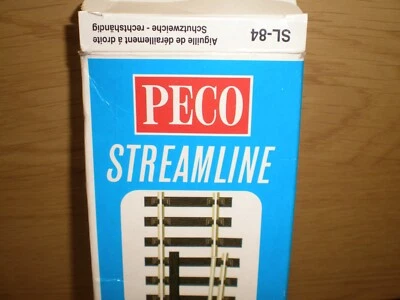 Aiguille de déraillement á droite
Schutzweiche - rechtshändig
SL-84
PECO
STREAMLINE